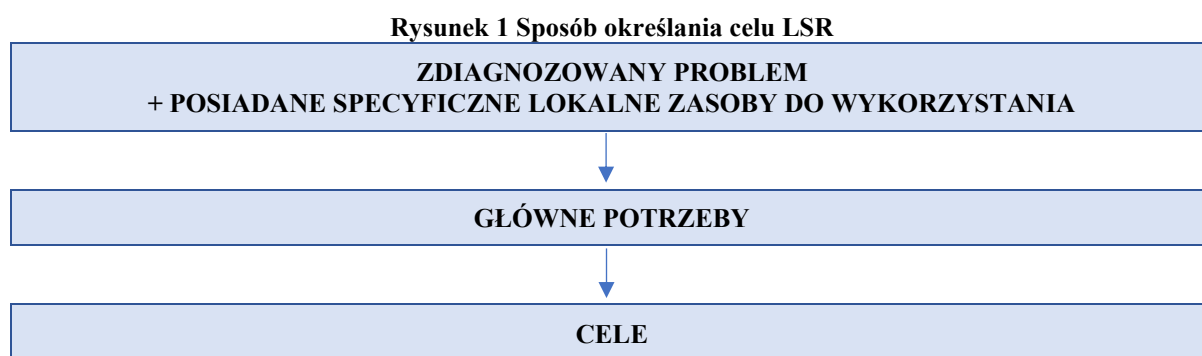 Rysunek 1 Sposób określania celu LSR
ZDIAGNOZOWANY PROBLEM
+ POSIADANE SPECYFICZNE LOKALNE ZASOBY DO WYKORZYSTANIA
GŁÓWNE POTRZEBY
CELE